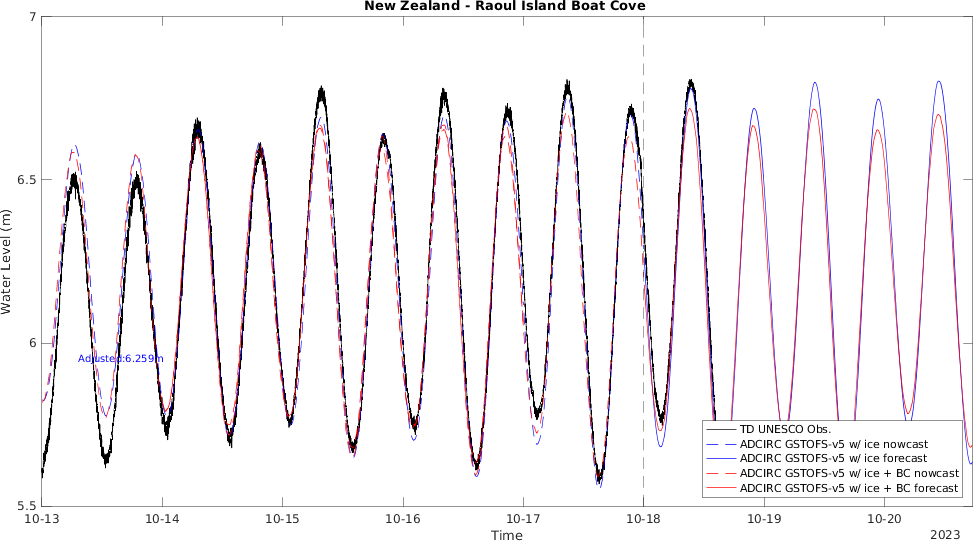 New Zealand - Raoul Island Boat Cove
7
6.5
6
5.5
Water Level (m)
Adjusted:6.259m
TD UNESCO Obs.
ADCIRC GSTOFS-v5 w/ ice nowcast
ADCIRC GSTOFS-v5 w/ ice forecast
ADCIRC GSTOFS-v5 w/ ice + BC nowcast
ADCIRC GSTOFS-v5 w/ ice + BC forecast
10-13 10-14 10-15 10-16 10-17 10-18 10-19 10-20
Time
2023